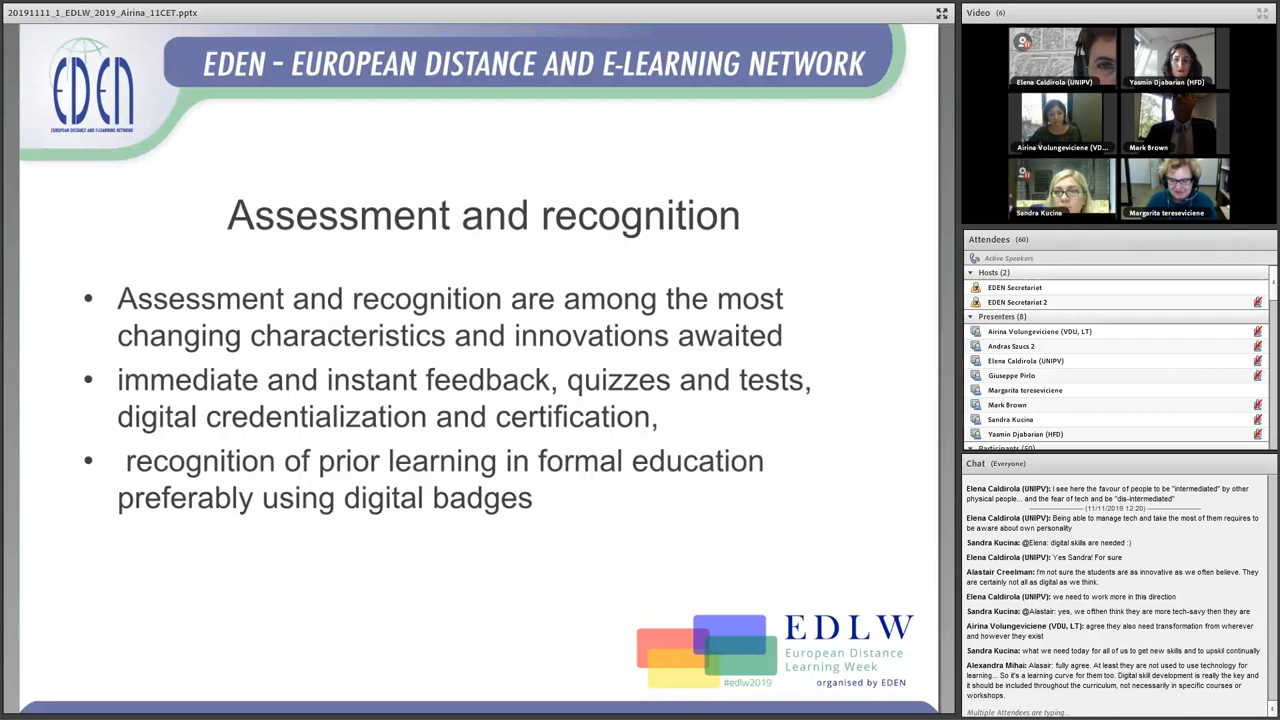 20191111_1_EDLW_2019_Airina_11CET.pptx
EDEN
EUROPEAN DISTANCE AND E-LEARNING NETWORK
EDEN - EUROPEAN DISTANCE AND E-LEARNING NETWORK
Assessment and recognition
• Assessment and recognition are among the most
changing characteristics and innovations awaited
• immediate and instant feedback, quizzes and tests,
digital credentialization and certification,
• recognition of prior learning in formal education
preferably using digital badges
EDLW
European Distance
Learning Week
#edlw2019
organised by EDEN
Video (6)
Elena Caldirola (UNIPV)
Yasmin Djabarian (HFD)
Airina Volungeviciene (VD...
Mark Brown
Sandra Kucina
Margarita tereseviciene
Attendees (60)
Active Speakers
Hosts (2)
EDEN Secretariat
EDEN Secretariat 2
Presenters (8)
Airina Volungeviciene (VDU, LT)
Andras Szucs 2
Elena Caldirola (UNIPV)
Giuseppe Pirlo
Margarita tereseviciene
Mark Brown
Sandra Kucina
Yasmin Djabarian (HFD)
Participants (50)
Chat (Everyone)
Elena Caldirola (UNIPV): I see here the favour of people to be "intermediated" by other
physical people... and the fear of tech and be "dis-intermediated"
(11/11/2019 12:20)
Elena Caldirola (UNIPV): Being able to manage tech and take the most of them requires to
be aware about own personality
Sandra Kucina: @Elena: digital skills are needed :)
Elena Caldirola (UNIPV): Yes Sandra! For sure
Alastair Creelman: I'm not sure the students are as innovative as we often believe. They
are certainly not all as digital as we think.
Elena Caldirola (UNIPV): we need to work more in this direction
Sandra Kucina: @Alastair: yes, we ofthen think they are more tech-savy then they are
Airina Volungeviciene (VDU, LT): agree they also need transformation from wherever
and however they exist
Sandra Kucina: what we need today for all of us to get new skills and to upskil continually
Alexandra Mihai: Alasair: fully agree. At least they are not used to use technology for
learning... So it's a learning curve for them too. Digital skill development is really the key and
it should be included throughout the curriculum, not necessarily in specific courses or
workshops.
Multiple Attendees are typing...